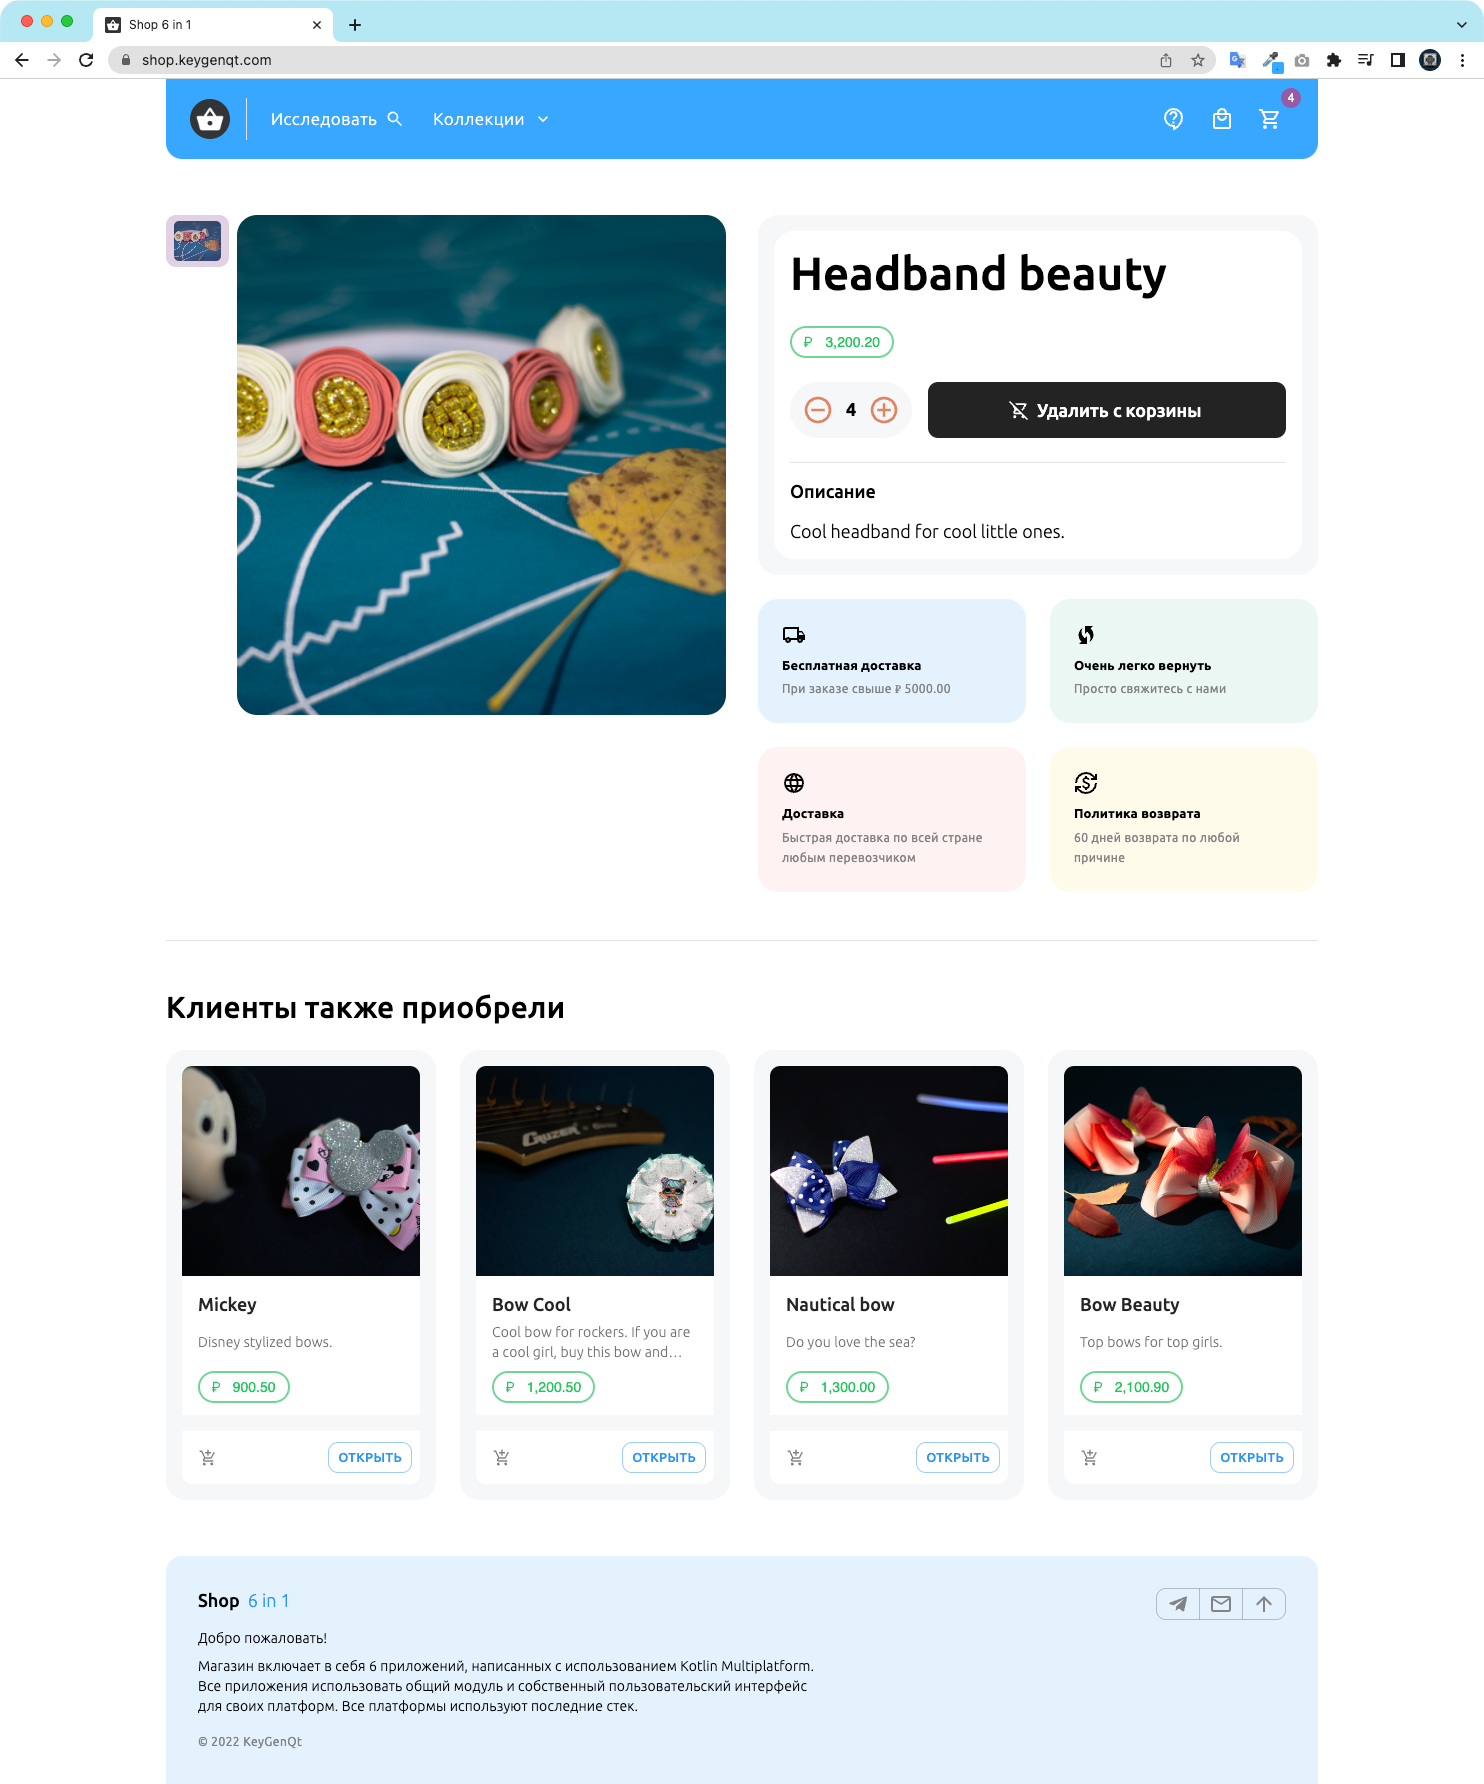 Shop 6 in 1
shop.keygenqt.com
4
Исследовать
Коллекции
Headband beauty
₽ 3,200.20
4
Удалить с корзины
Описание
Cool headband for cool little ones.
Бесплатная доставка
При заказе свыше ₽ 5000.00
Очень легко вернуть
Просто свяжитесь с нами
Доставка
Быстрая доставка по всей стране
любым перевозчиком
Политика возврата
60 дней возврата по любой
причине
Клиенты также приобрели
CRUZER
Mickey
Disney stylized bows.
₽ 900.50
ОТКРЫТЬ
Bow Cool
Cool bow for rockers. If you are
a cool girl, buy this bow and…
₽ 1,200.50
ОТКРЫТЬ
Nautical bow
Do you love the sea?
₽ 1,300.00
ОТКРЫТЬ
Bow Beauty
Top bows for top girls.
₽ 2,100.90
ОТКРЫТЬ
Shop 6 in 1
Добро пожаловать!
Магазин включает в себя 6 приложений, написанных с использованием Kotlin Multiplatform.
Все приложения использовать общий модуль и собственный пользовательский интерфейс
для своих платформ. Все платформы используют последние стек.
© 2022 KeyGenQt